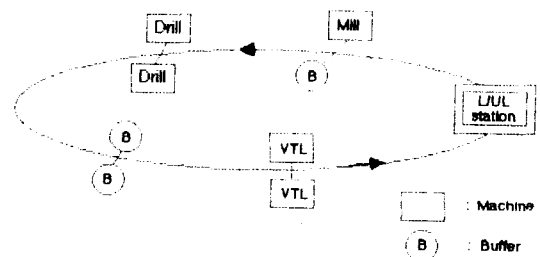 Drill
Mill
Drill
B
L/UL
station
B
B
VTL
VTL
: Machine
B : Buffer